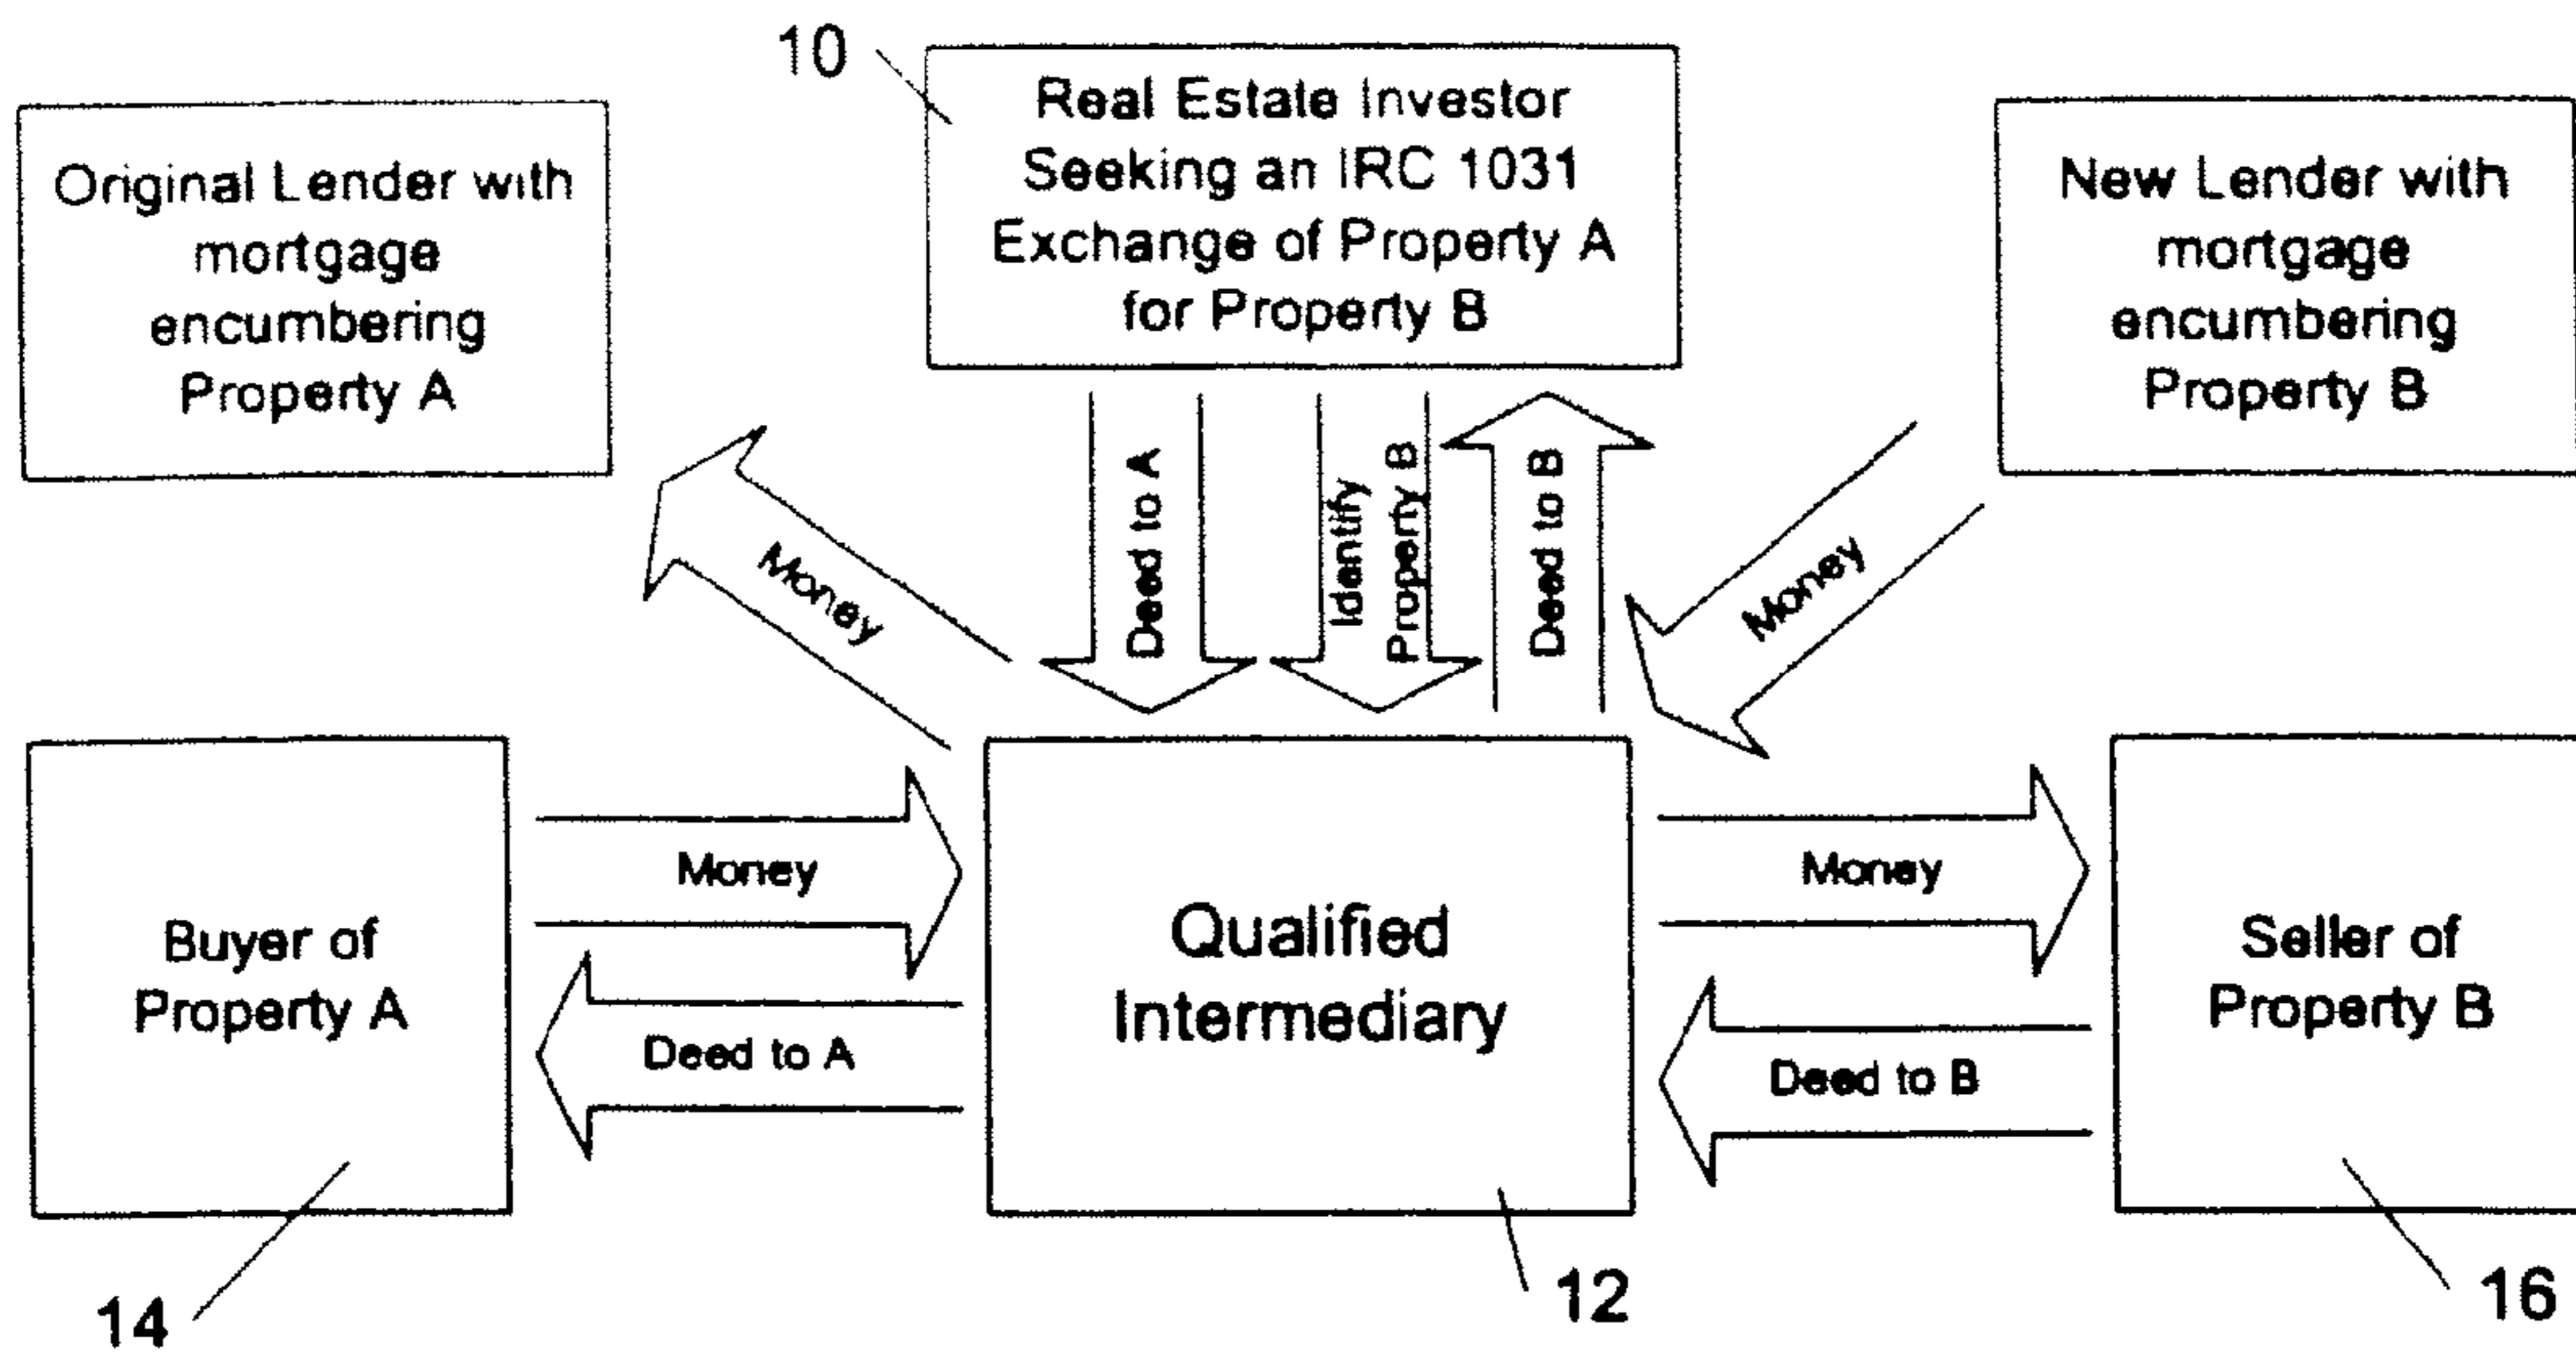 10
Original Lender with
mortgage
encumbering
Property A
Real Estate Investor
Seeking an IRC 1031
Exchange of Property A
for Property B
New Lender with
mortgage
encumbering
Property B
Money
Deed to A
Identify
Property B
Deed to B
Money
Buyer of
Property A
Money
Deed to A
Qualified
Intermediary
Money
Deed to B
Seller of
Property B
14
12
16